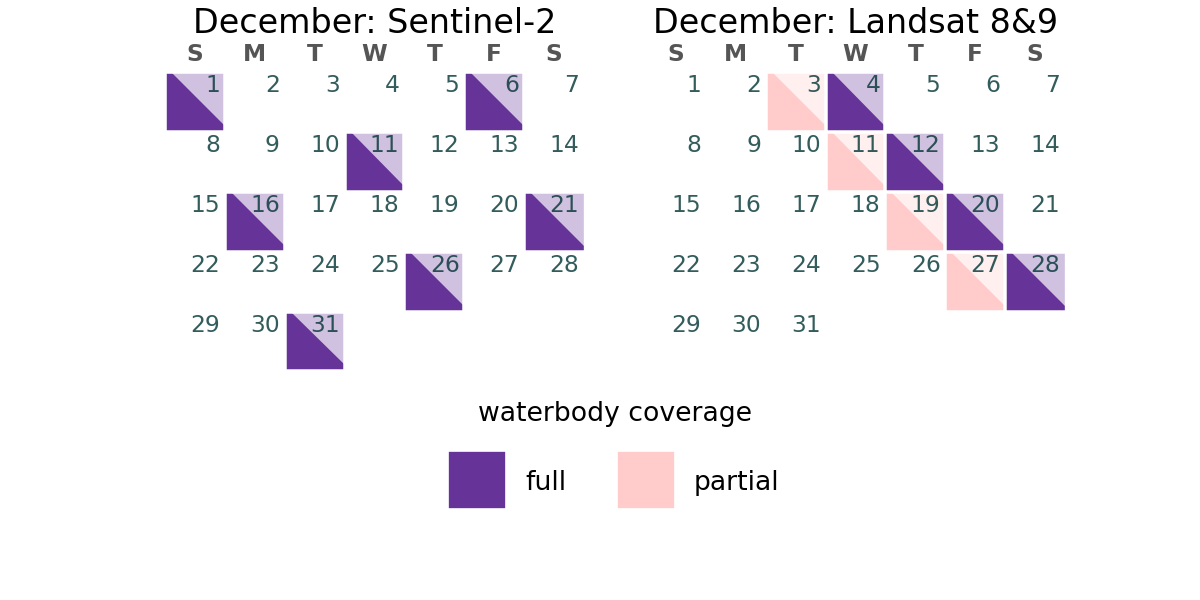 December: Sentinel-2
S M T W T F S
1 2 3 4 5 6 7
8 9 10 11 12 13 14
15 16 17 18 19 20 21
22 23 24 25 26 27 28
29 30 31
December: Landsat 8&9
S M T W T F S
1 2 3 4 5 6 7
8 9 10 11 12 13 14
15 16 17 18 19 20 21
22 23 24 25 26 27 28
29 30 31
waterbody coverage
full partial